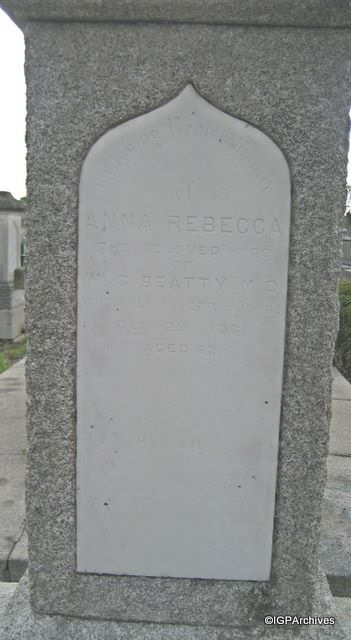 In Loving Remembrance
of
ANNA REBECCA
THE BELOVED WIFE
OF
W. C. BEATTY M.D.
WHO FELL ASLEEP IN JESUS
DEC 20 1881
AGED 62
Heb XII
©IGPArchives